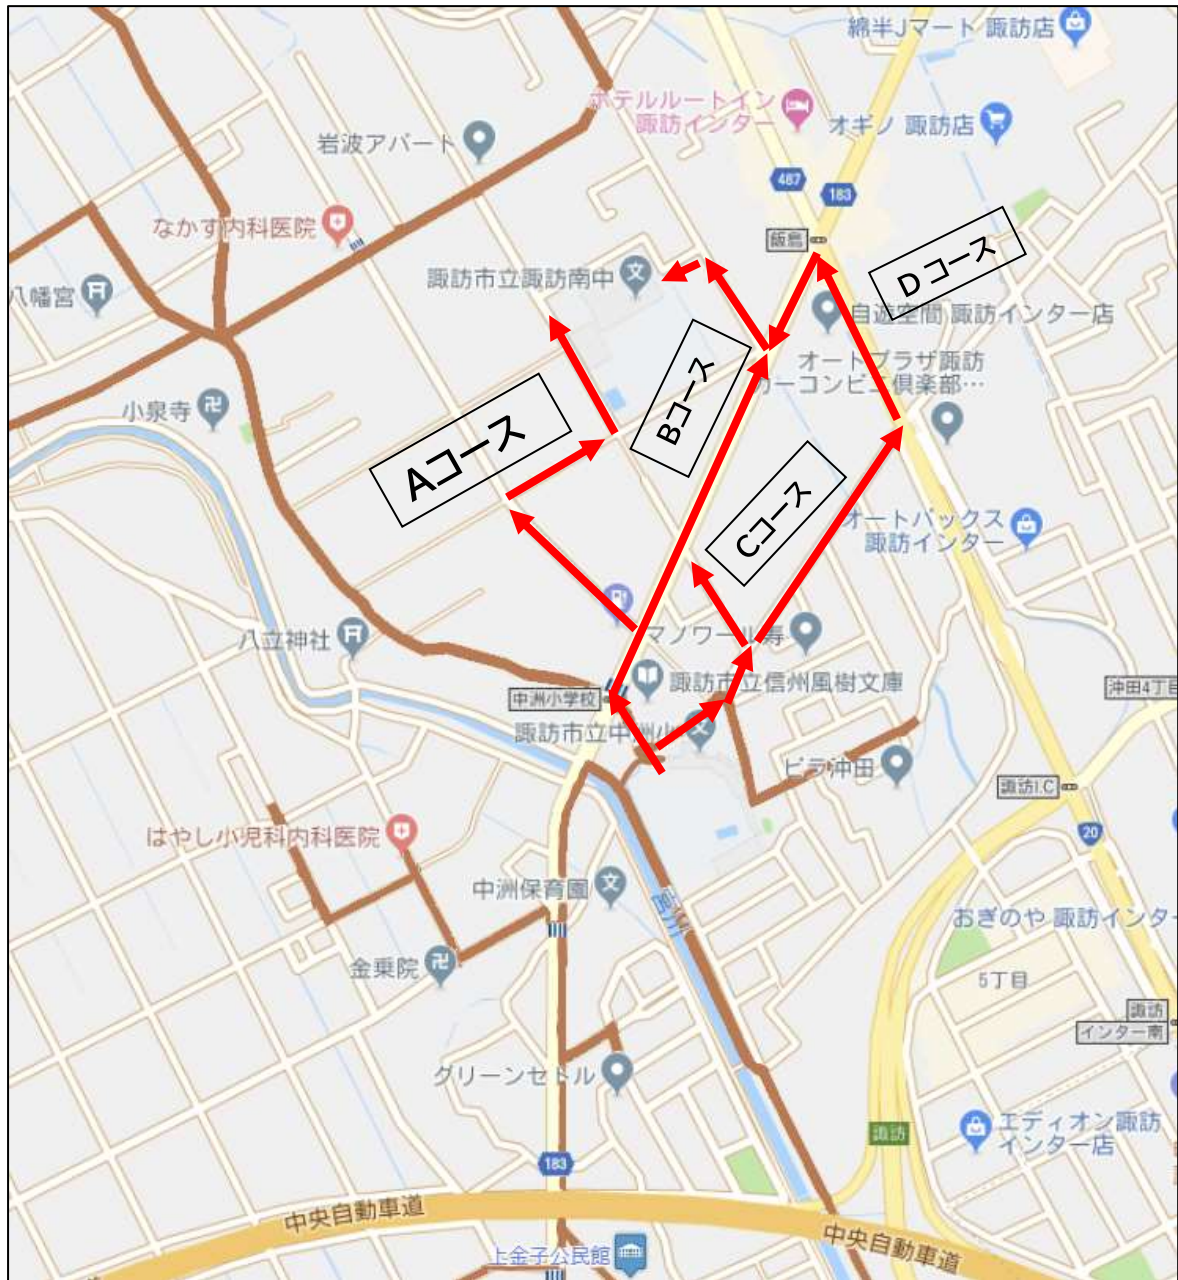 綿半Jマート 諏訪店
ホテルルートイン
諏訪インター
オギノ 諏訪店
岩波アパート
487
183
なかす内科医院
飯島
Dコース
諏訪市立諏訪南中
八幡宮
自遊空間 諏訪インター店
オートプラザ諏訪
カーコンビニ倶楽部…
Bコース
小泉寺
Aコース
Cコース
オートバックス
諏訪インター
八立神社
マノワール寿
諏訪市立信州風樹文庫
中洲小学校
沖田4丁目
諏訪市立中洲小
ビラ沖田
諏訪I.C
20
はやし小児科内科医院
中洲保育園
宮川
おぎのや 諏訪インター
金乗院
5丁目
諏訪
インター南
グリーンセトル
エディオン諏訪
インター店
諏訪
183
中央自動車道
中央自動車道
上金子公民館